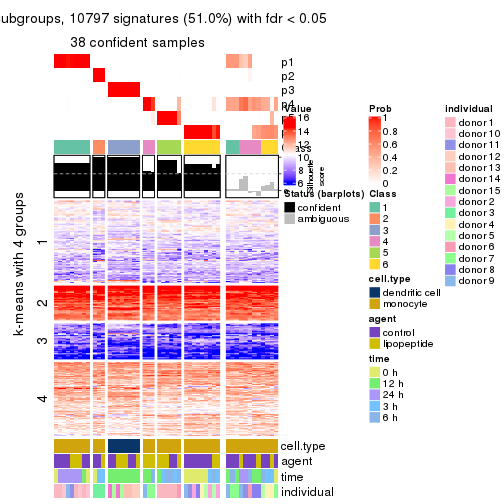 subgroups, 10797 signatures (51.0%) with fdr < 0.05
38 confident samples
p1
p2
p3
p4
Value
16
14
12
10
8
6
silhouette
score
Status (barplots)
confident
ambiguous
Prob
1
0.8
0.6
0.4
0.2
0
Class
1
2
3
4
5
6
cell.type
dendritic cell
monocyte
agent
control
lipopeptide
time
0 h
12 h
24 h
3 h
6 h
individual
donor 1
donor 10
donor 11
donor 12
donor 13
donor 14
donor 15
donor 2
donor 3
donor 4
donor 5
donor 6
donor 7
donor 8
donor 9
k-means with 4 groups
1
2
3
4
cell.type
agent
time
individual